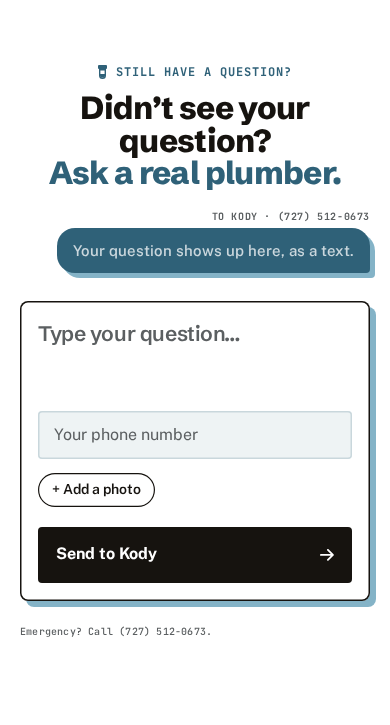 STILL HAVE A QUESTION?
Didn’t see your
question?
Ask a real plumber.
TO KODY · (727) 512-0673
Your question shows up here, as a text.
Type your question…
Your phone number
+ Add a photo
Send to Kody →
Emergency? Call (727) 512-0673.